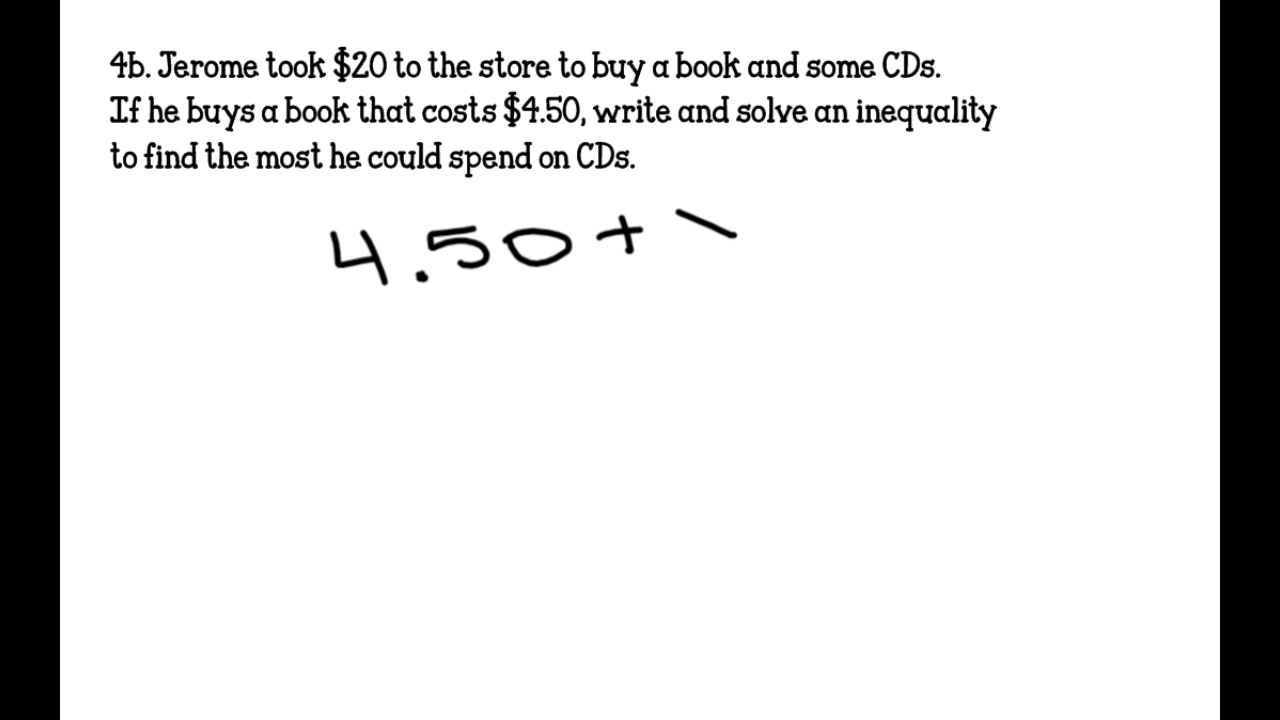 4b. Jerome took $20 to the store to buy a book and some CDs.
If he buys a book that costs $4.50, write and solve an inequality
to find the most he could spend on CDs.
4.50 +